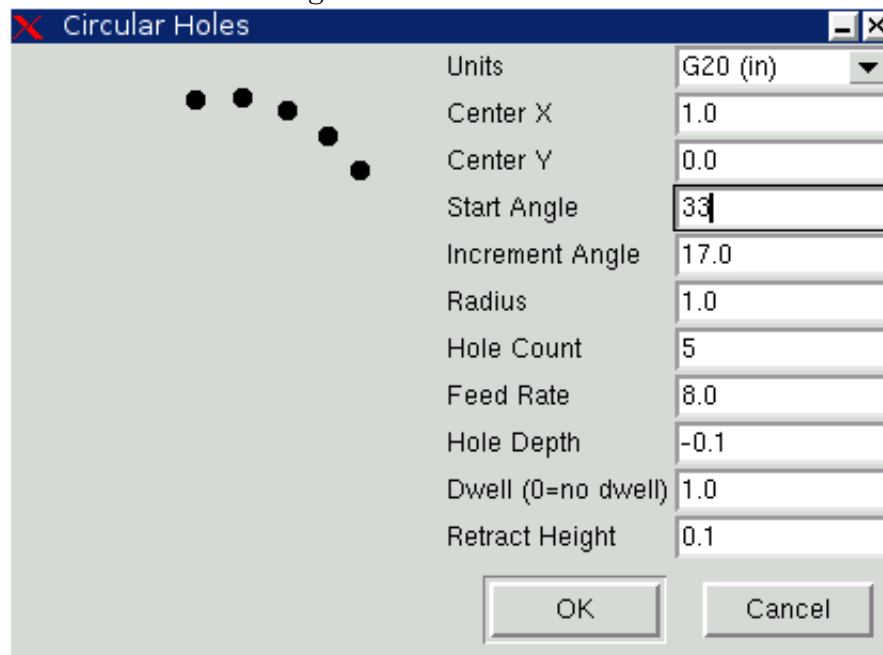 Circular Holes
Units G20 (in)
Center X 1.0
Center Y 0.0
Start Angle 33
Increment Angle 17.0
Radius 1.0
Hole Count 5
Feed Rate 8.0
Hole Depth -0.1
Dwell (0=no dwell) 1.0
Retract Height 0.1
OK Cancel